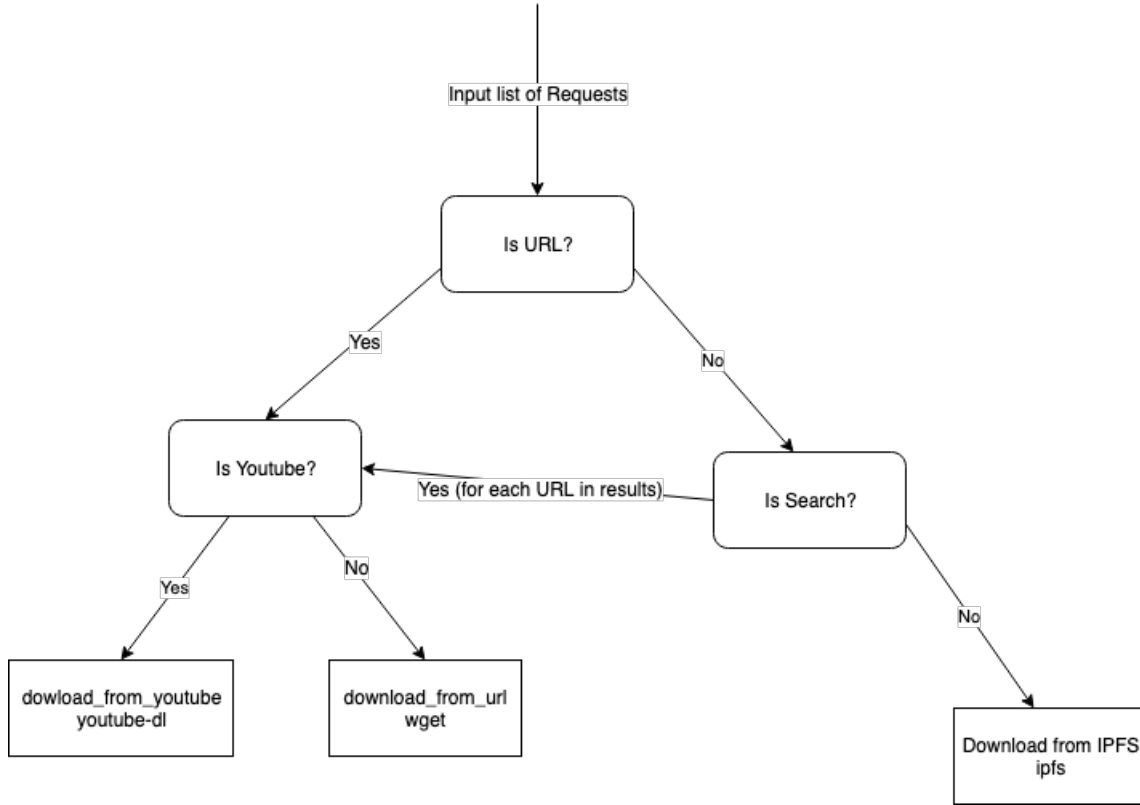 Input list of Requests
Is URL?
Yes
No
Is Youtube?
Yes (for each URL in results)
Is Search?
Yes
No
No
dowload_from_youtube
youtube-dl
download_from_url
wget
Download from IPFS
ipfs